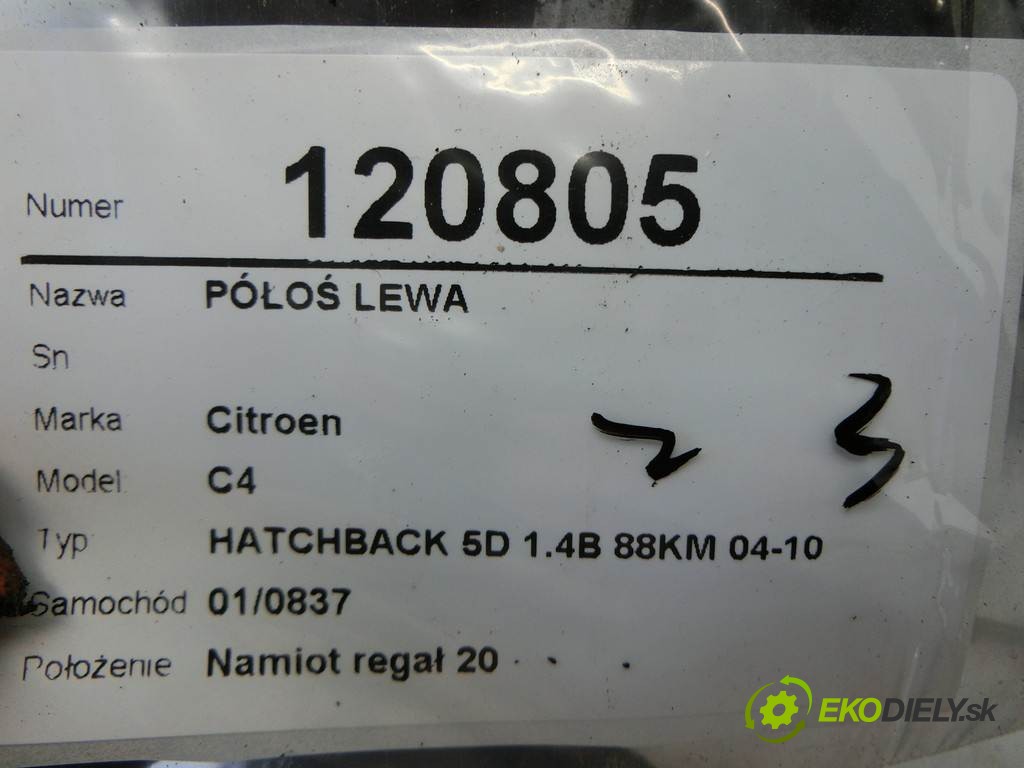 Numer 120805
Nazwa PÓŁOŚ LEWA
Sn
Marka Citroen
Model C4
2 3
Typ HATCHBACK 5D 1.4B 88KM 04-10
Samochód 01/0837
Położenie Namiot regał 20
EKODIELY.sk